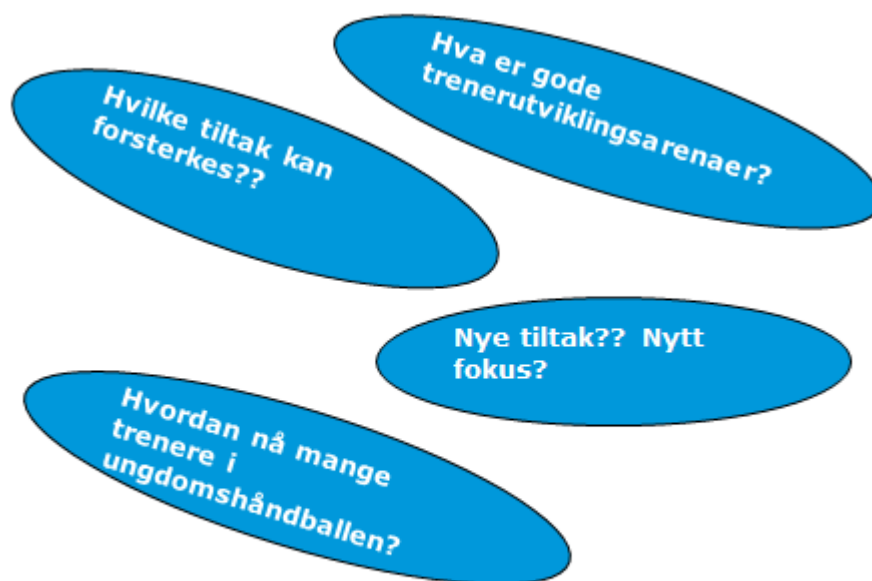 Hva er gode
trenerutviklingsarenaer?
Hvilke tiltak kan
forsterkes??
Nye tiltak?? Nytt
fokus?
Hvordan nå mange
trenere i
ungdomshåndballen?